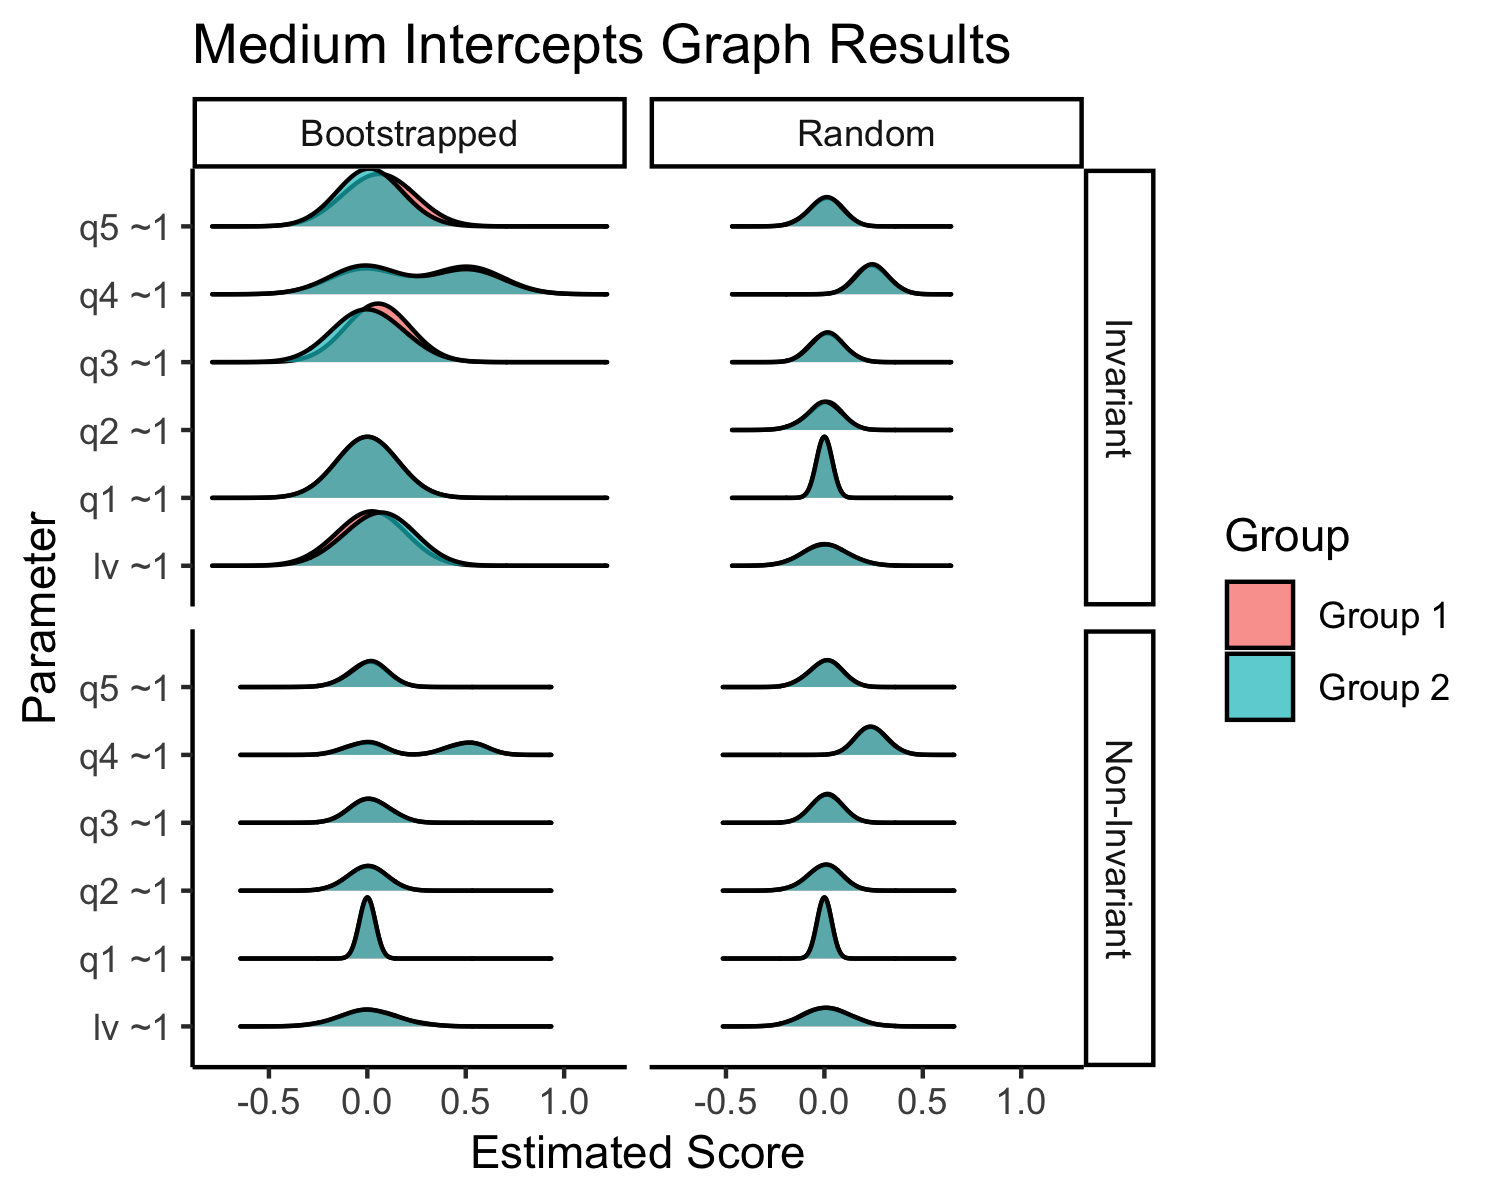 Medium Intercepts Graph Results
Bootstrapped
Random
q5 ~1
q4 ~1
q3 ~1
q2 ~1
q1 ~1
lv ~1
Invariant
q5 ~1
q4 ~1
q3 ~1
q2 ~1
q1 ~1
lv ~1
Non-Invariant
Parameter
-0.5 0.0 0.5 1.0
-0.5 0.0 0.5 1.0
Estimated Score
Group
Group 1
Group 2